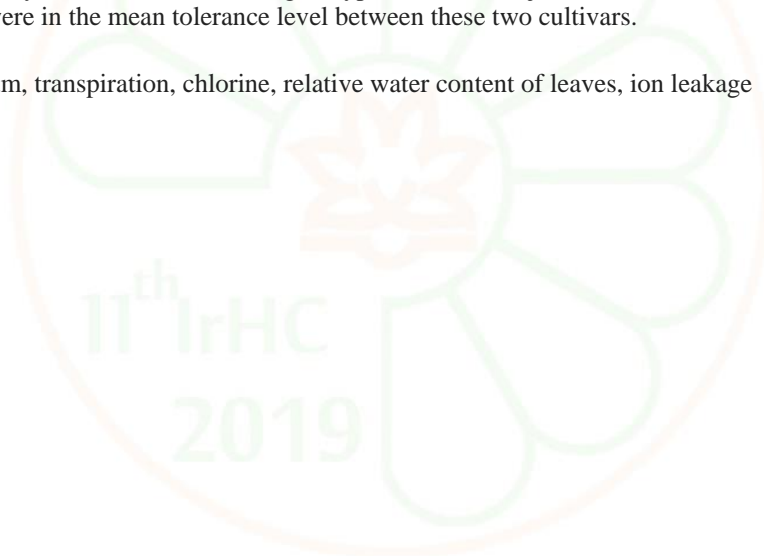 were in the mean tolerance level between these two cultivars.
m, transpiration, chlorine, relative water content of leaves, ion leakage
11th IrHC
2019